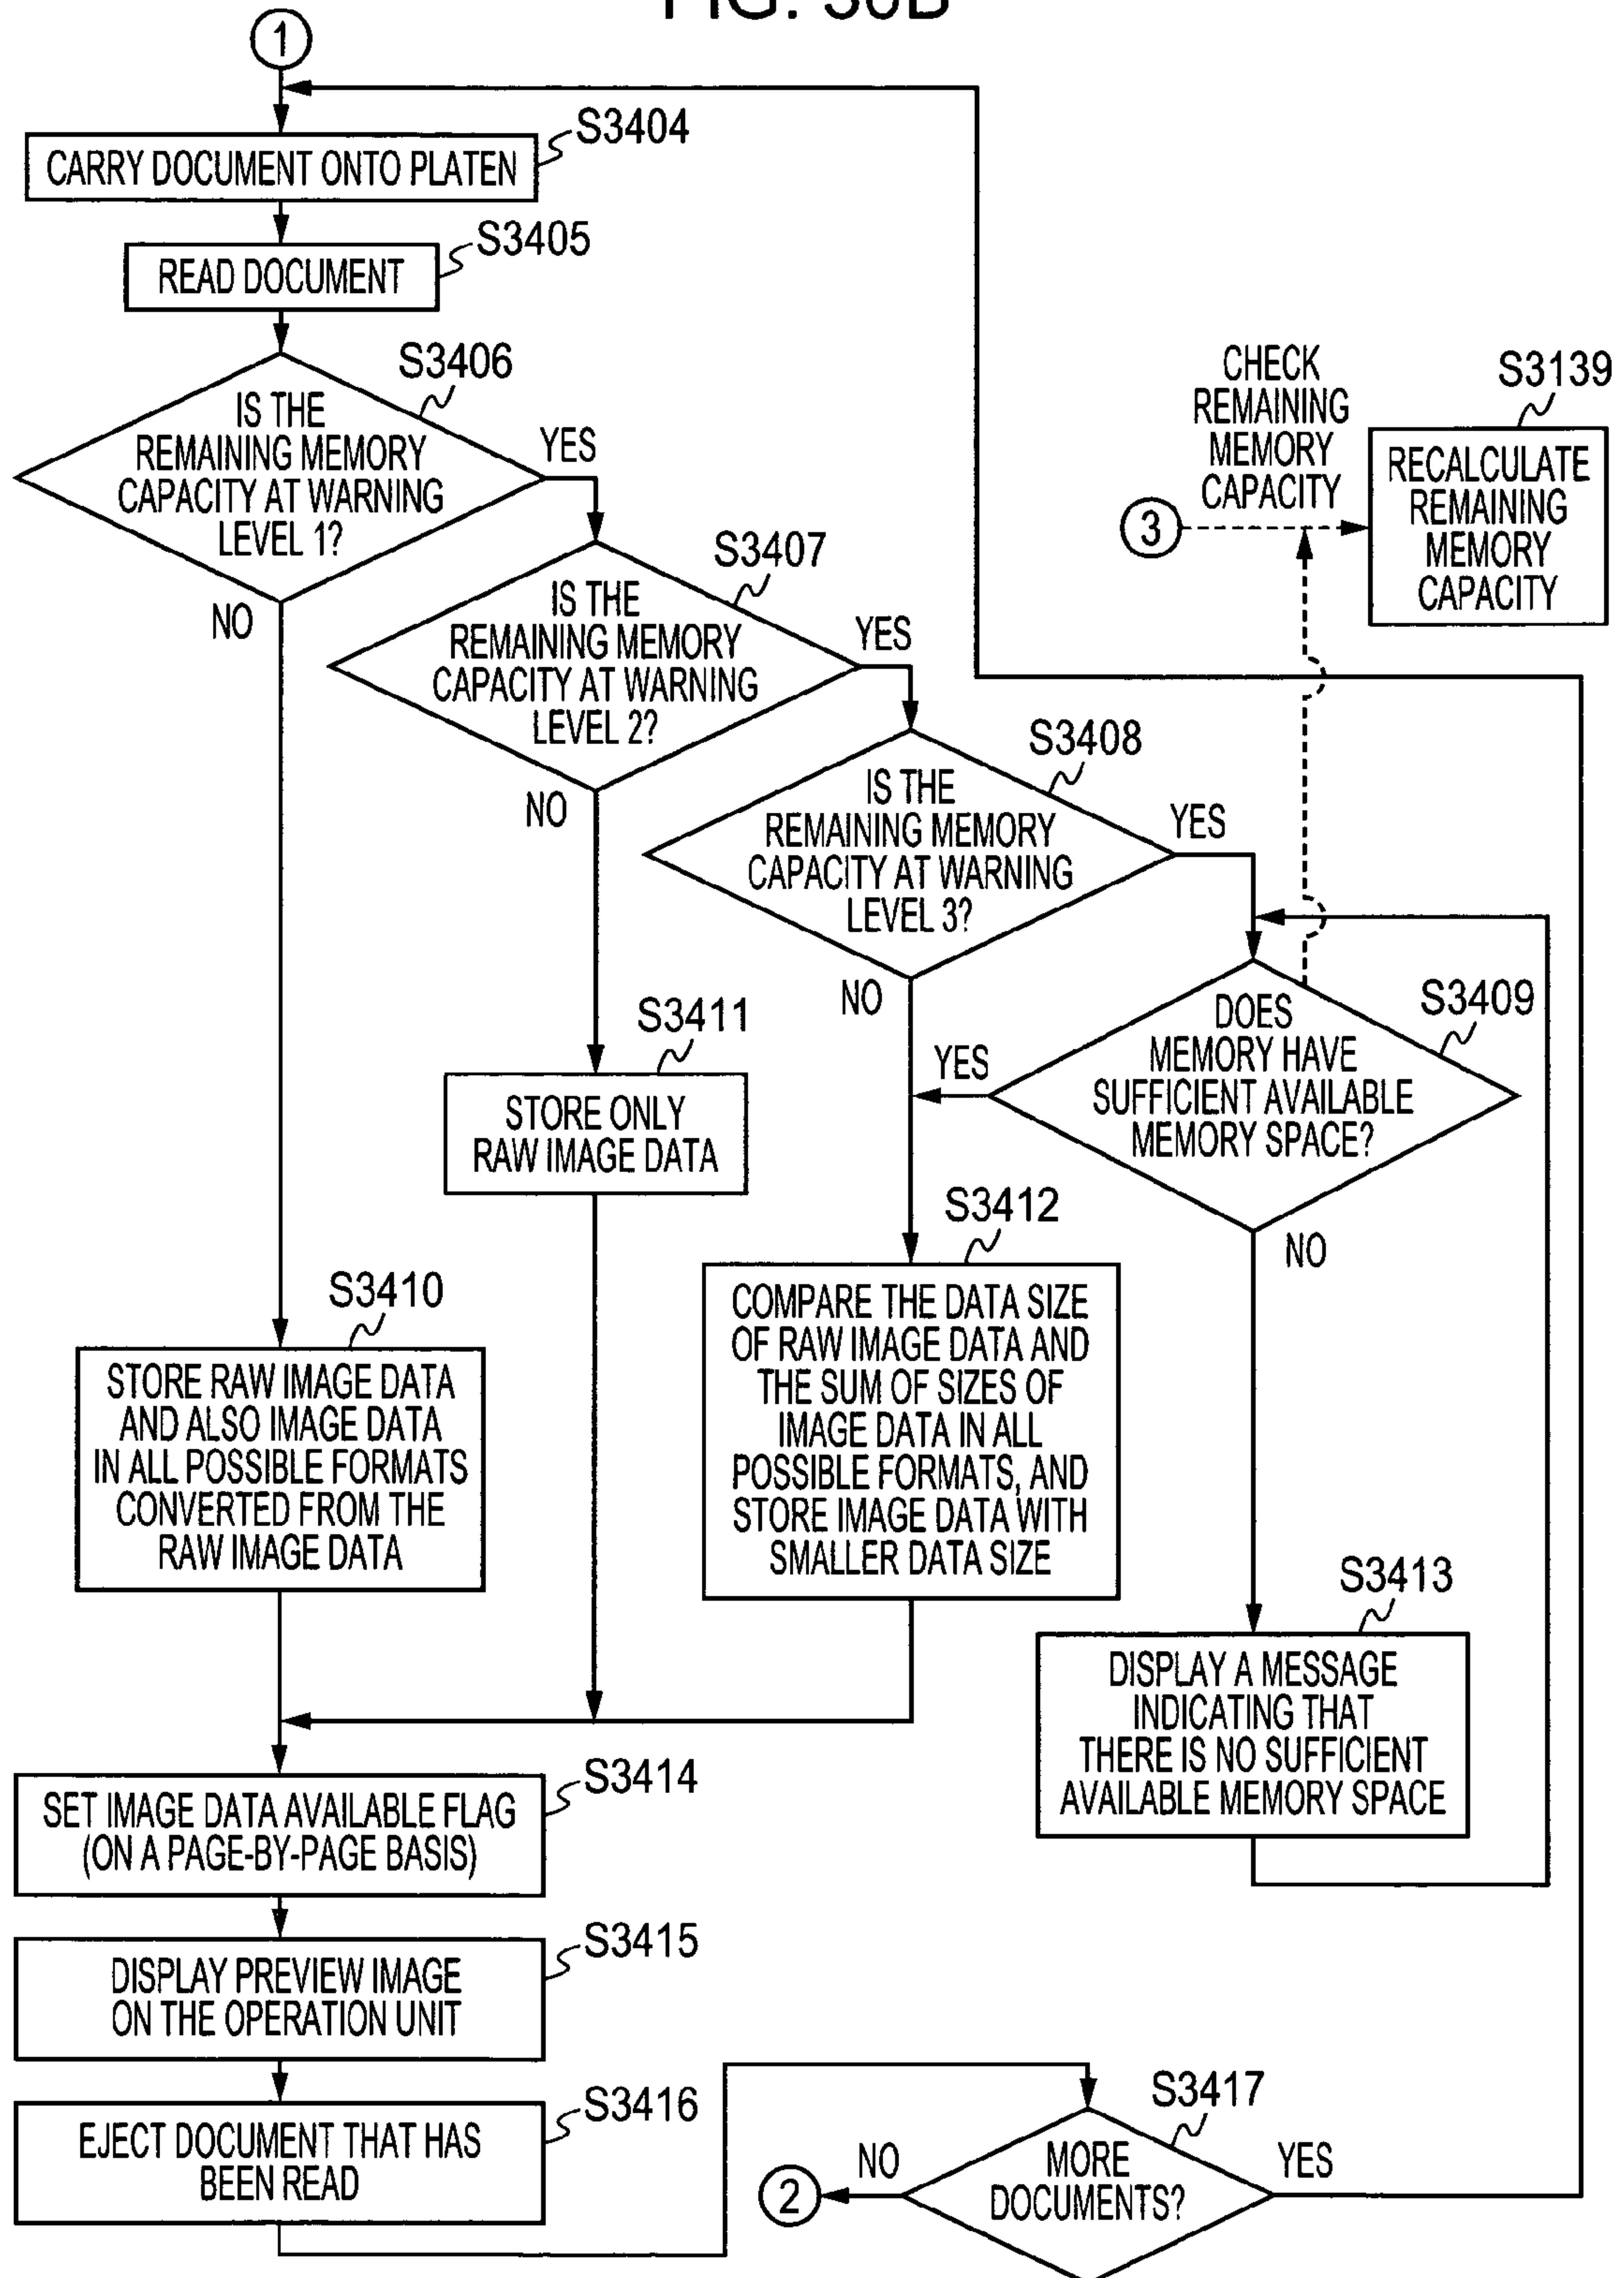 FIG. 30B
1
S3404
CARRY DOCUMENT ONTO PLATEN
S3405
READ DOCUMENT
S3406
IS THE
REMAINING MEMORY
CAPACITY AT WARNING
LEVEL 1?
YES
NO
CHECK
REMAINING
MEMORY
CAPACITY
3
S3139
RECALCULATE
REMAINING
MEMORY
CAPACITY
S3407
IS THE
REMAINING MEMORY
CAPACITY AT WARNING
LEVEL 2?
YES
NO
S3408
IS THE
REMAINING MEMORY
CAPACITY AT WARNING
LEVEL 3?
YES
NO
S3409
DOES
MEMORY HAVE
SUFFICIENT AVAILABLE
MEMORY SPACE?
YES
NO
S3411
STORE ONLY
RAW IMAGE DATA
S3412
COMPARE THE DATA SIZE
OF RAW IMAGE DATA AND
THE SUM OF SIZES OF
IMAGE DATA IN ALL
POSSIBLE FORMATS, AND
STORE IMAGE DATA WITH
SMALLER DATA SIZE
S3410
STORE RAW IMAGE DATA
AND ALSO IMAGE DATA
IN ALL POSSIBLE FORMATS
CONVERTED FROM THE
RAW IMAGE DATA
S3413
DISPLAY A MESSAGE
INDICATING THAT
THERE IS NO SUFFICIENT
AVAILABLE MEMORY SPACE
S3414
SET IMAGE DATA AVAILABLE FLAG
(ON A PAGE-BY-PAGE BASIS)
S3415
DISPLAY PREVIEW IMAGE
ON THE OPERATION UNIT
S3416
EJECT DOCUMENT THAT HAS
BEEN READ
S3417
MORE
DOCUMENTS?
NO
YES
2